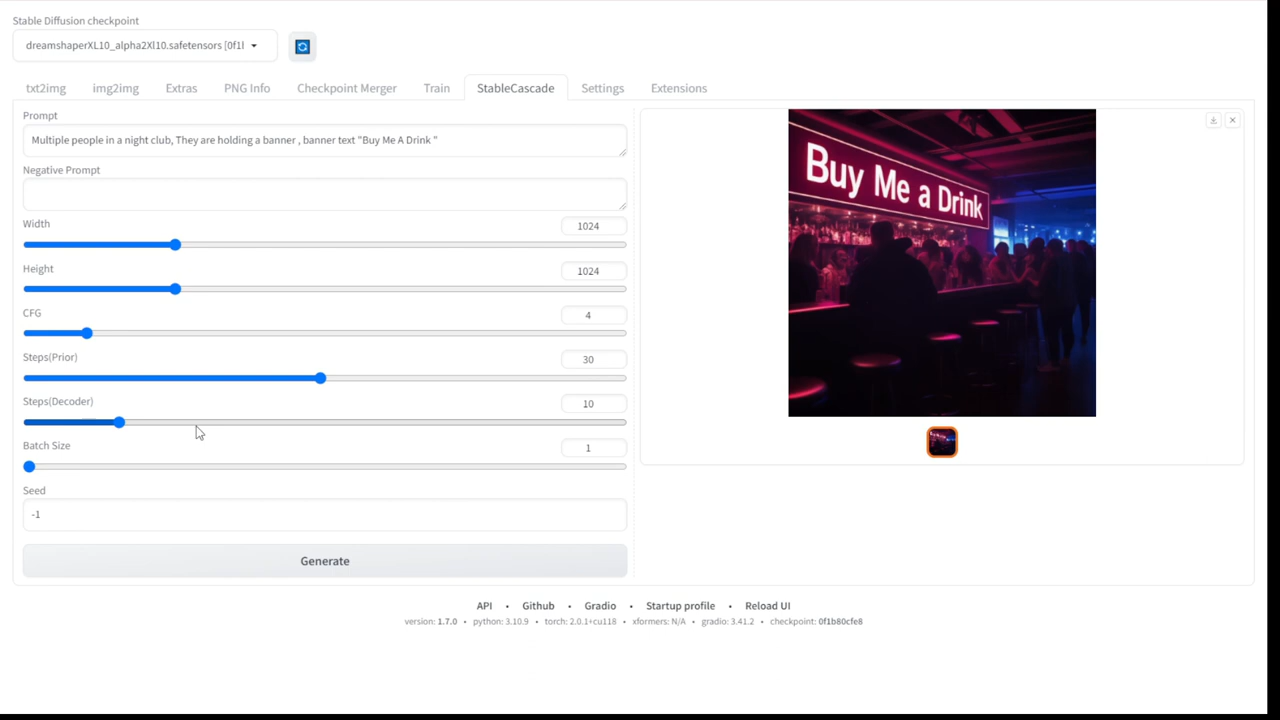 Stable Diffusion checkpoint
dreamshaperXL10_alpha2Xl10.safetensors [0f1l
txt2img img2img Extras PNG Info Checkpoint Merger Train StableCascade Settings Extensions
Prompt
Multiple people in a night club, They are holding a banner , banner text "Buy Me A Drink "
Negative Prompt
Width
1024
Height
1024
CFG
4
Steps(Prior)
30
Steps(Decoder)
10
Batch Size
1
Seed
-1
Generate
Buy Me a Drink
API • Github • Gradio • Startup profile • Reload UI
version: 1.7.0 • python: 3.10.9 • torch: 2.0.1+cu118 • xformers: N/A • gradio: 3.41.2 • checkpoint: 0f1b80cfe8